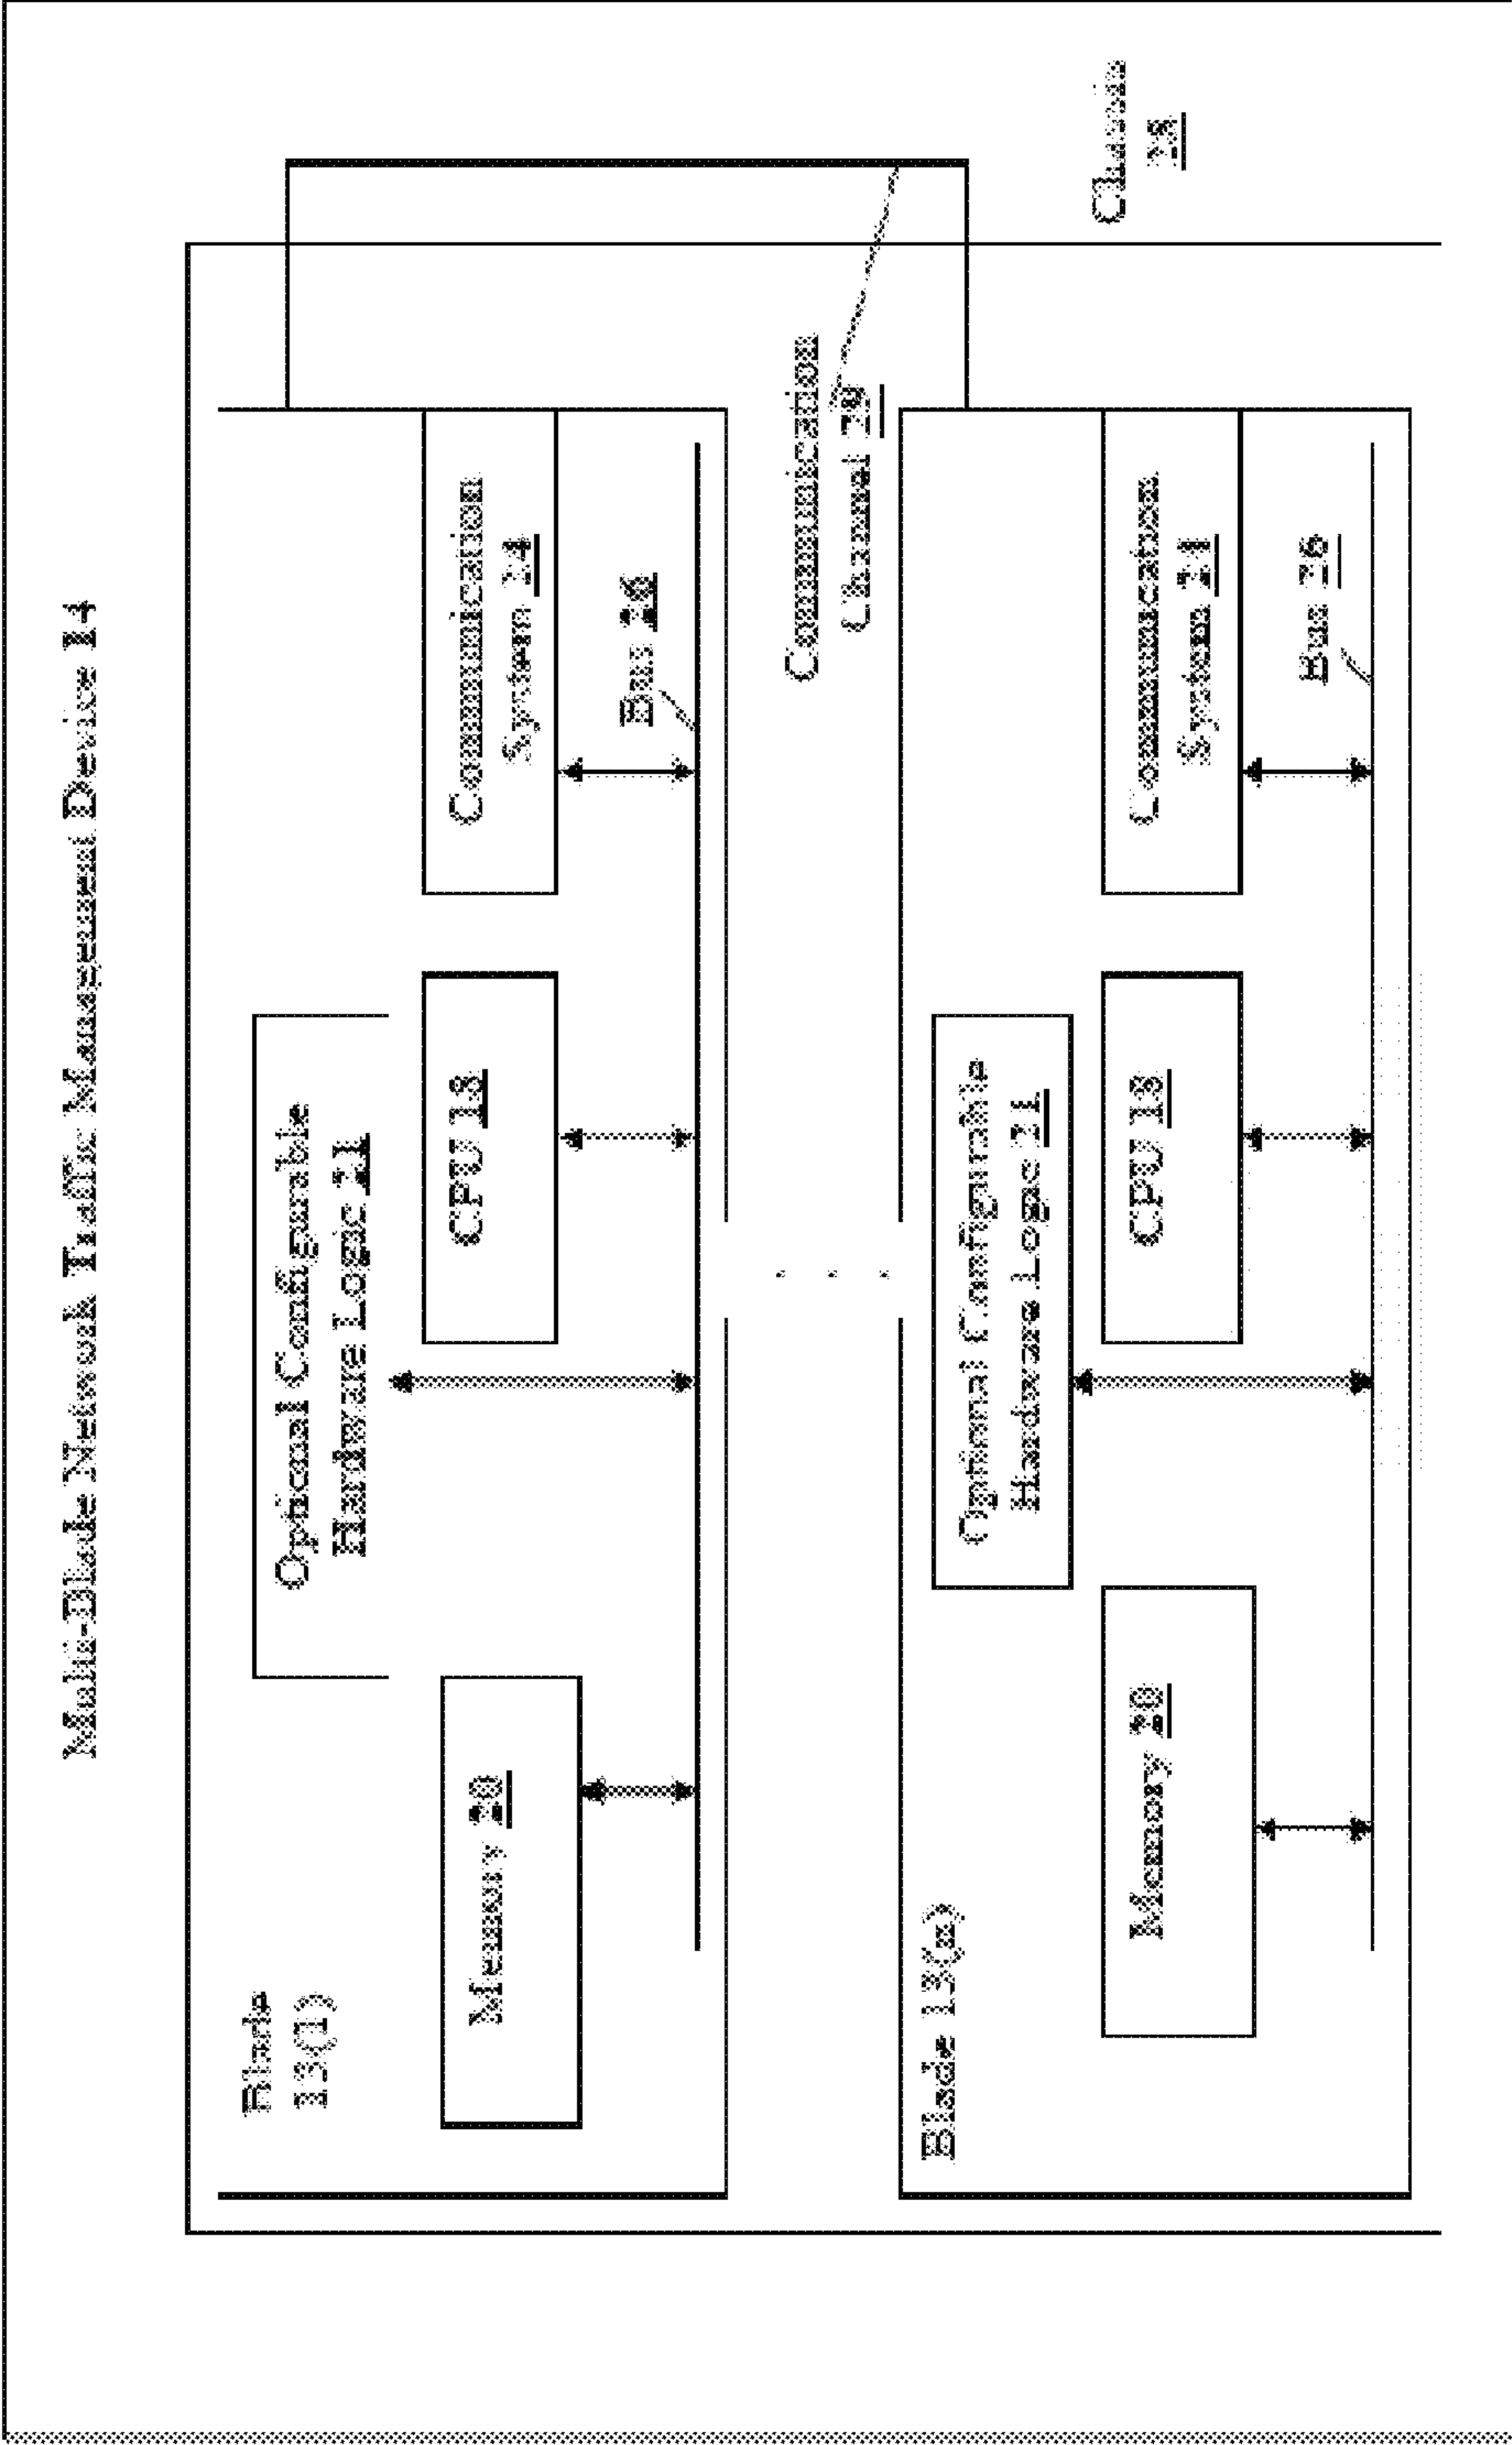 Multi-Blade Network Traffic Management Device 14
Blade
13(1)
Optional Configurable
Hardware Logic 21
Memory 20
CPU 18
Communication
System 24
Bus 26
Communication
Channel 29
. . .
Blade 13(n)
Optional Configurable
Hardware Logic 21
Memory 20
CPU 18
Communication
System 24
Bus 26
Chassis